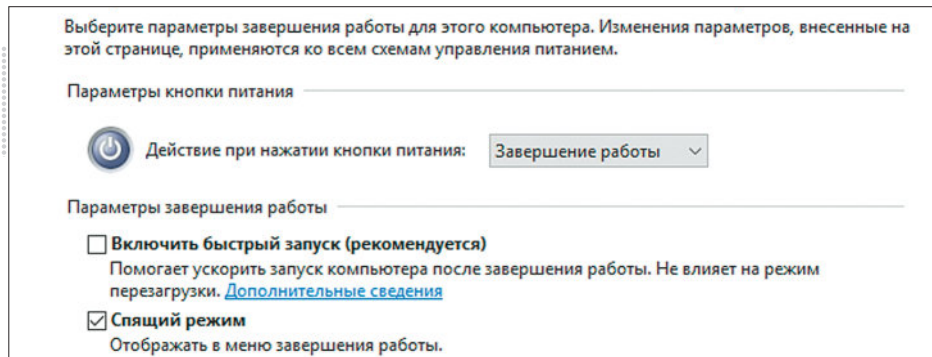 Выберите параметры завершения работы для этого компьютера. Изменения параметров, внесенные на
этой странице, применяются ко всем схемам управления питанием.
Параметры кнопки питания
Действие при нажатии кнопки питания: Завершение работы
Параметры завершения работы
Включить быстрый запуск (рекомендуется)
Помогает ускорить запуск компьютера после завершения работы. Не влияет на режим
перезагрузки. Дополнительные сведения
Спящий режим
Отображать в меню завершения работы.